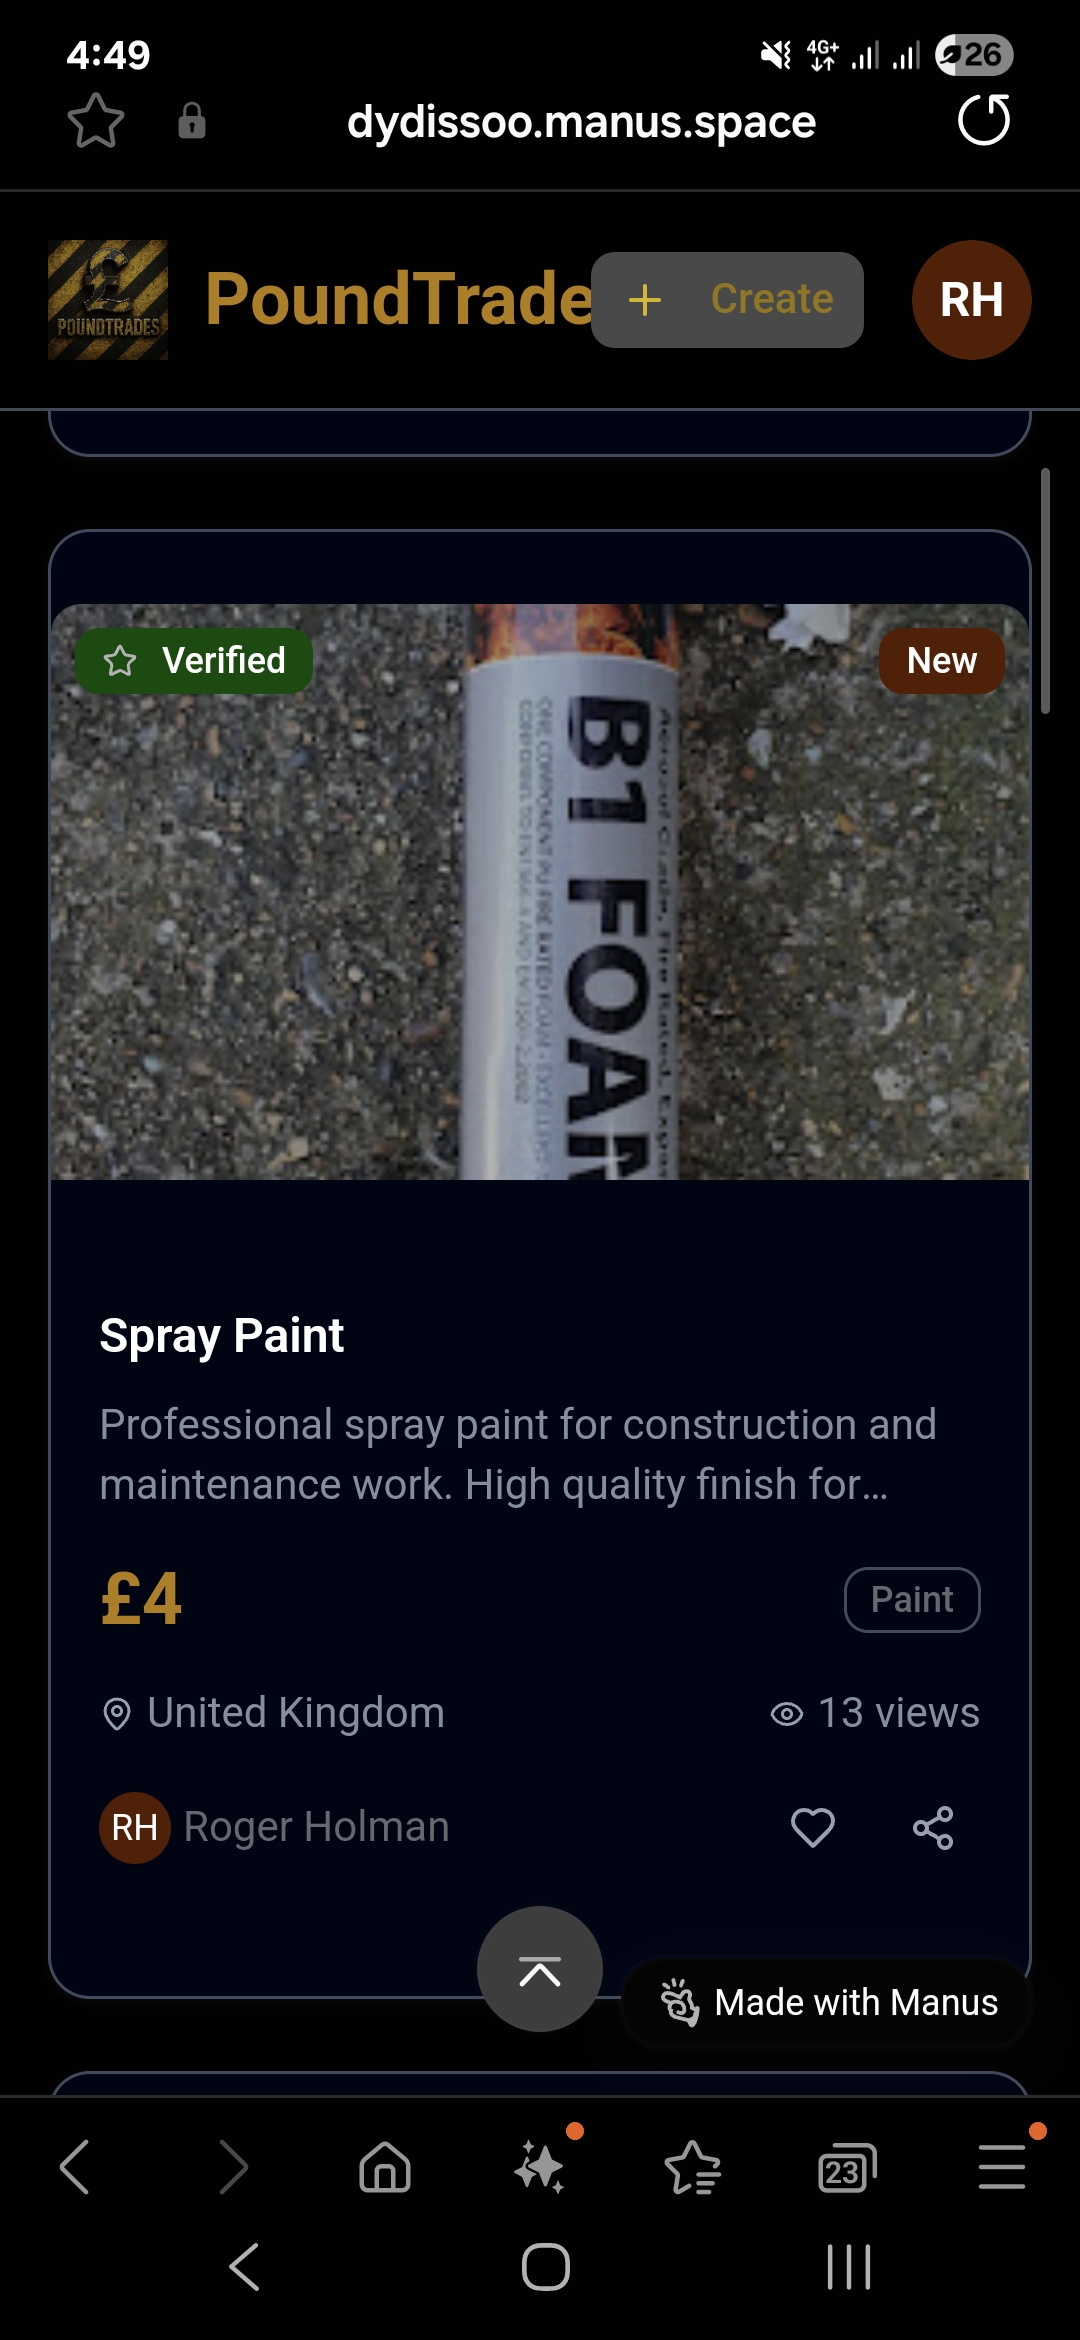 4:49
4G+
26
dydissoo.manus.space
£
POUNDTRADES
PoundTrade
Create
RH
Verified
New
B1 FOAM
Spray Paint
Professional spray paint for construction and
maintenance work. High quality finish for...
£4
Paint
United Kingdom
13 views
RH
Roger Holman
Made with Manus
23